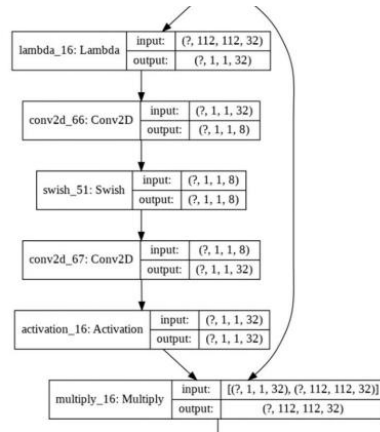 lambda_16: Lambda input: (?, 112, 112, 32)
output: (?, 1, 1, 32)
conv2d_66: Conv2D input: (?, 1, 1, 32)
output: (?, 1, 1, 8)
swish_51: Swish input: (?, 1, 1, 8)
output: (?, 1, 1, 8)
conv2d_67: Conv2D input: (?, 1, 1, 8)
output: (?, 1, 1, 32)
activation_16: Activation input: (?, 1, 1, 32)
output: (?, 1, 1, 32)
multiply_16: Multiply input: [(?, 1, 1, 32), (?, 112, 112, 32)]
output: (?, 112, 112, 32)